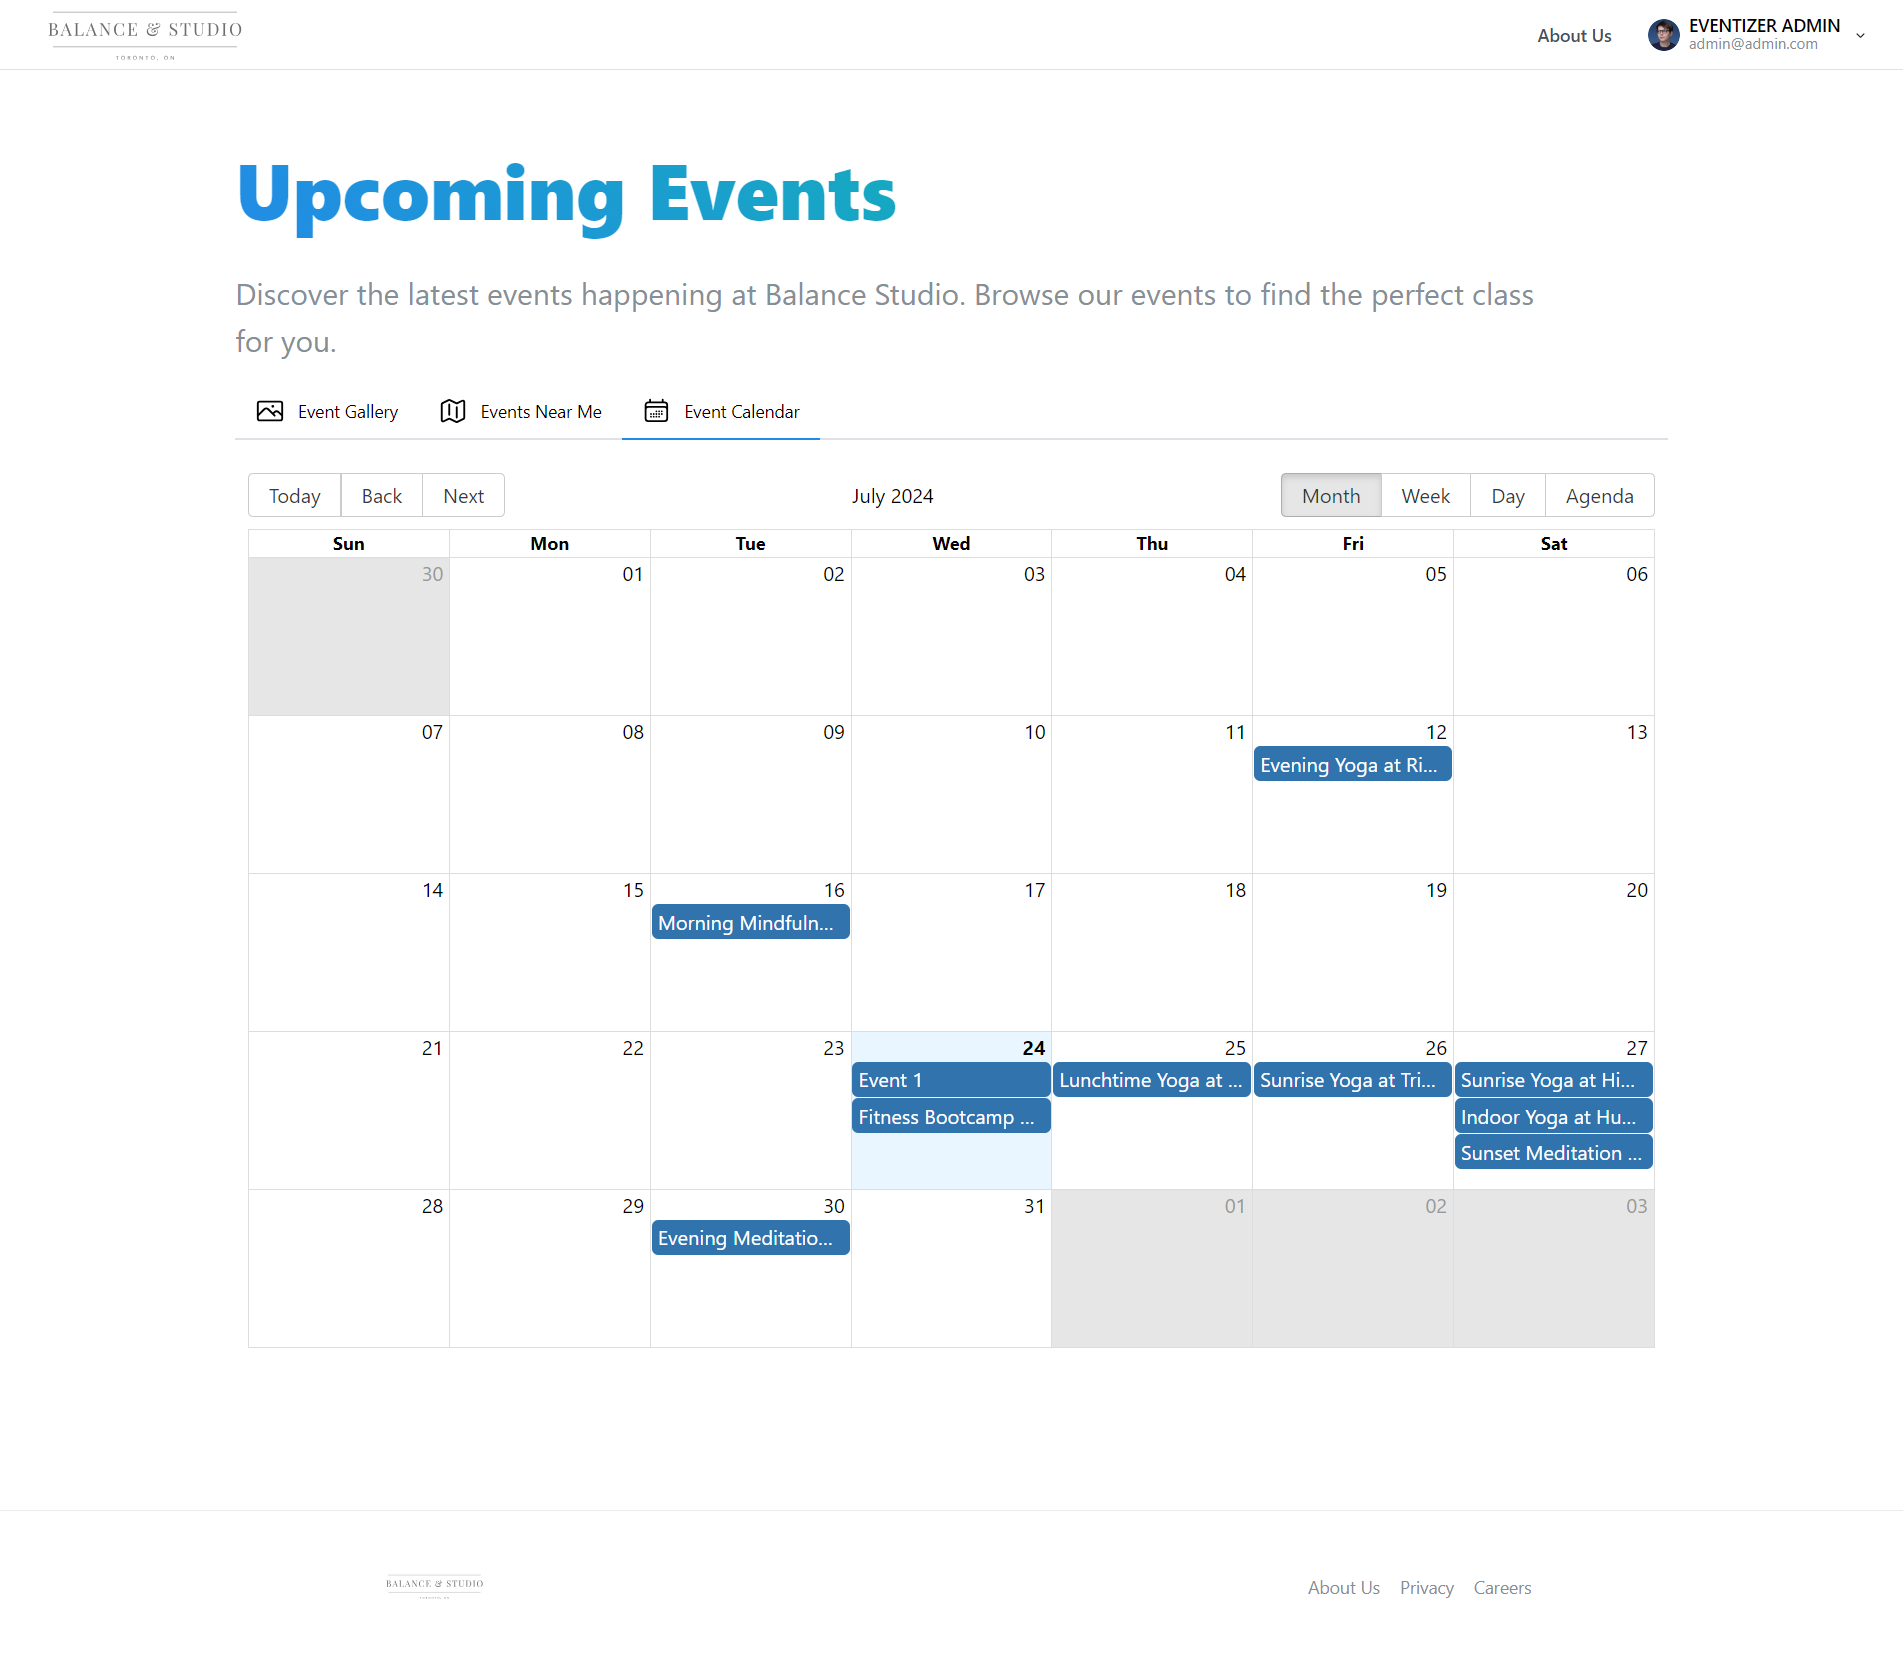 BALANCE & STUDIO
TORONTO, ON
About Us
EVENTIZER ADMIN
admin@admin.com
Upcoming Events
Discover the latest events happening at Balance Studio. Browse our events to find the perfect class
for you.
Event Gallery Events Near Me Event Calendar
Today Back Next July 2024 Month Week Day Agenda
Sun Mon Tue Wed Thu Fri Sat
30 01 02 03 04 05 06
07 08 09 10 11 12 13
Evening Yoga at Ri...
14 15 16 17 18 19 20
Morning Mindfuln...
21 22 23 24 25 26 27
Event 1 Lunchtime Yoga at ... Sunrise Yoga at Tri... Sunrise Yoga at Hi...
Fitness Bootcamp ... Indoor Yoga at Hu...
Sunset Meditation ...
28 29 30 31 01 02 03
Evening Meditatio...
BALANCE & STUDIO
TORONTO, ON
About Us Privacy Careers